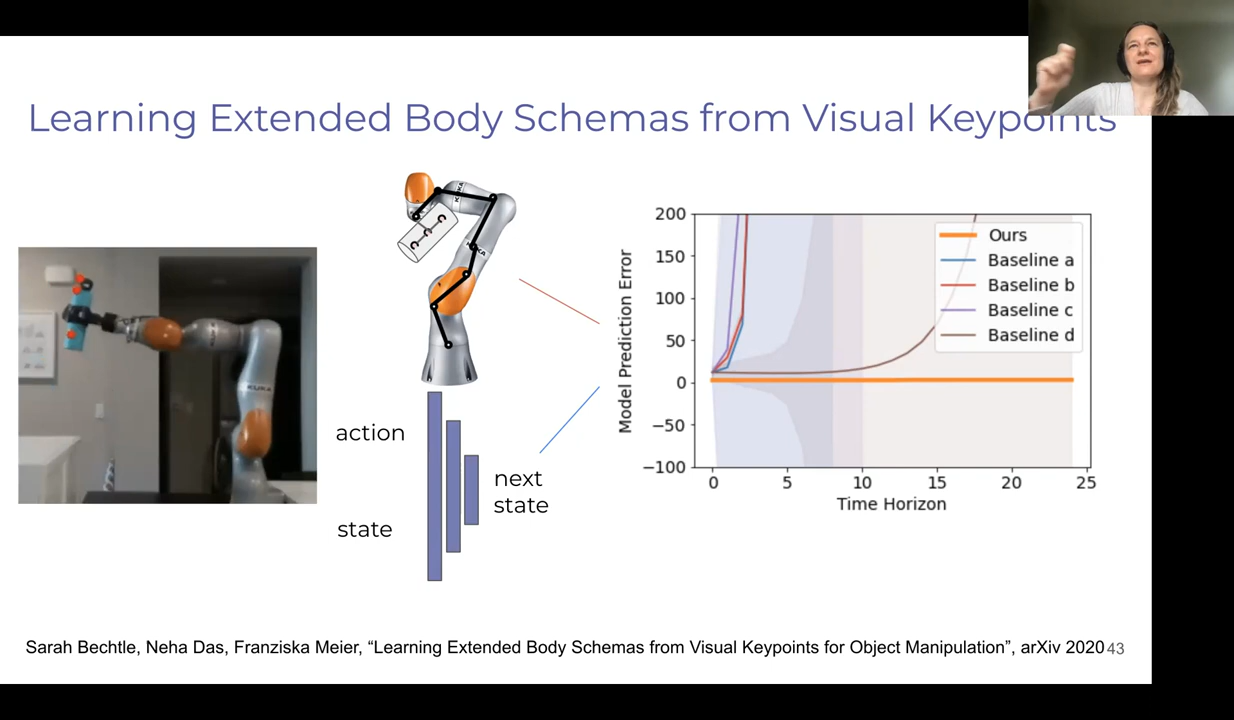 Learning Extended Body Schemas from Visual Keypoints
KUKA
action
state
next
state
Model Prediction Error
200
150
100
50
0
−50
−100
0
5
10
15
20
25
Time Horizon
Ours
Baseline a
Baseline b
Baseline c
Baseline d
Sarah Bechtle, Neha Das, Franziska Meier, “Learning Extended Body Schemas from Visual Keypoints for Object Manipulation”, arXiv 2020
43